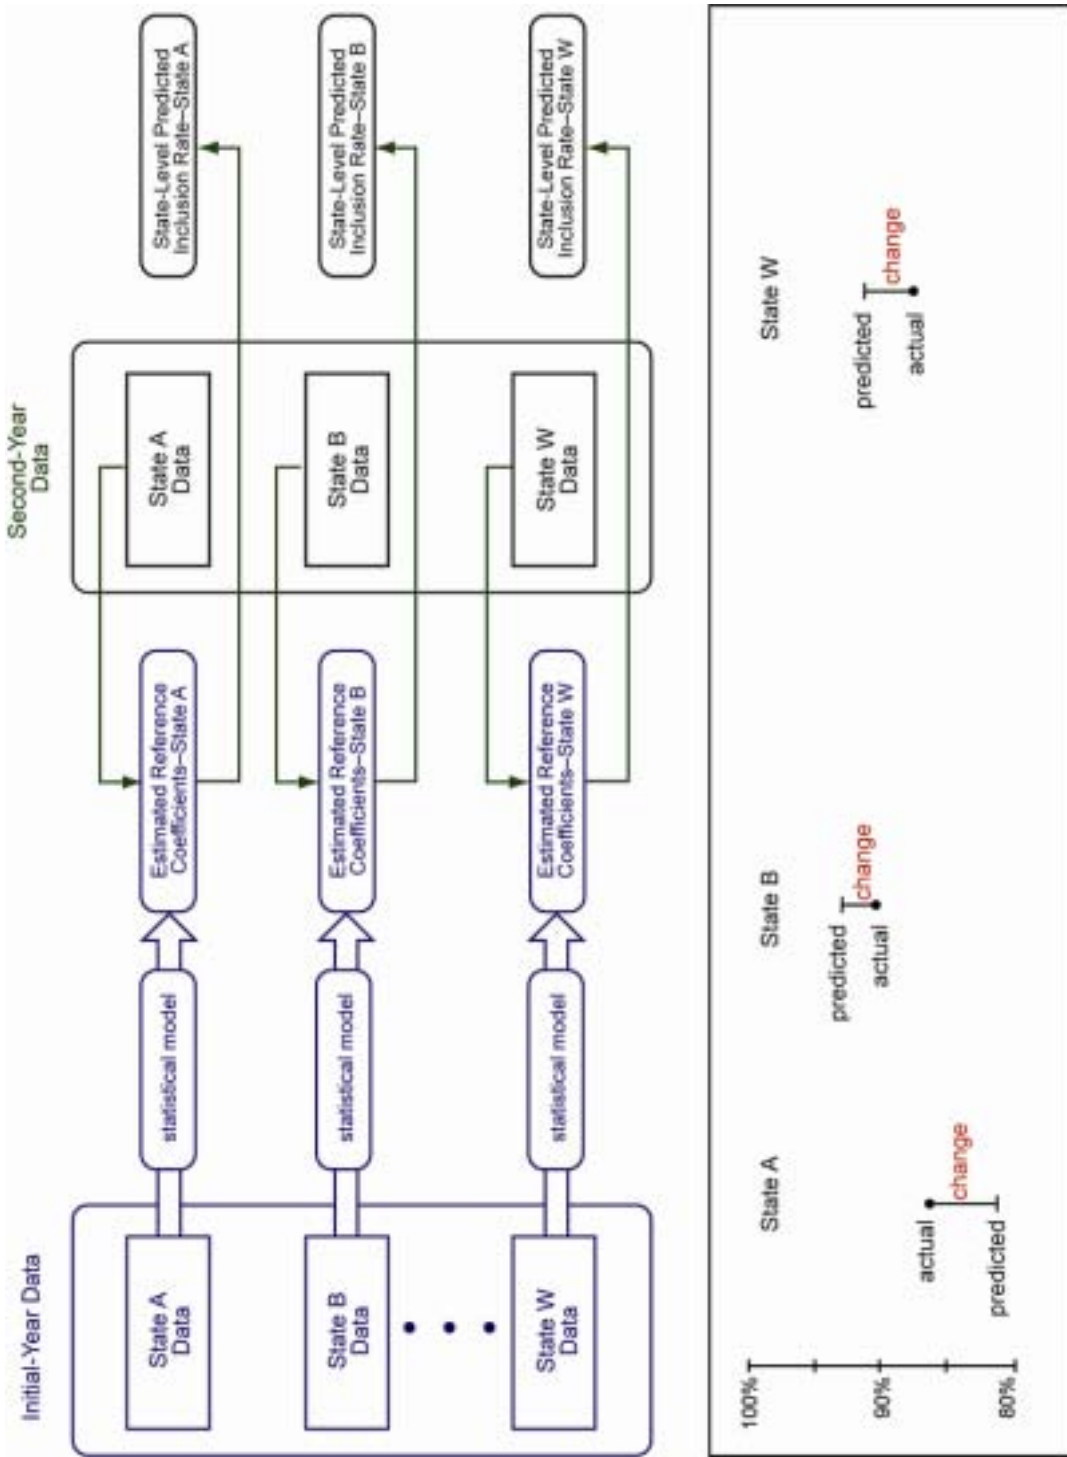 Initial-Year Data
Second-Year
Data
State A
Data
statistical model
Estimated Reference
Coefficients–State A
State A
Data
State-Level Predicted
Inclusion Rate–State A
State B
Data
statistical model
Estimated Reference
Coefficients–State B
State B
Data
State-Level Predicted
Inclusion Rate–State B
State W
Data
statistical model
Estimated Reference
Coefficients–State W
State W
Data
State-Level Predicted
Inclusion Rate–State W
100%
90%
80%
State A
actual
change
predicted
State B
predicted
change
actual
State W
predicted
change
actual